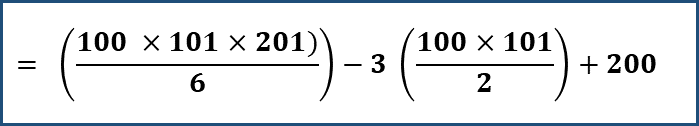 = ( (100 × 101 × 201)) / 6 ) − 3 ( (100 × 101) / 2 ) + 200